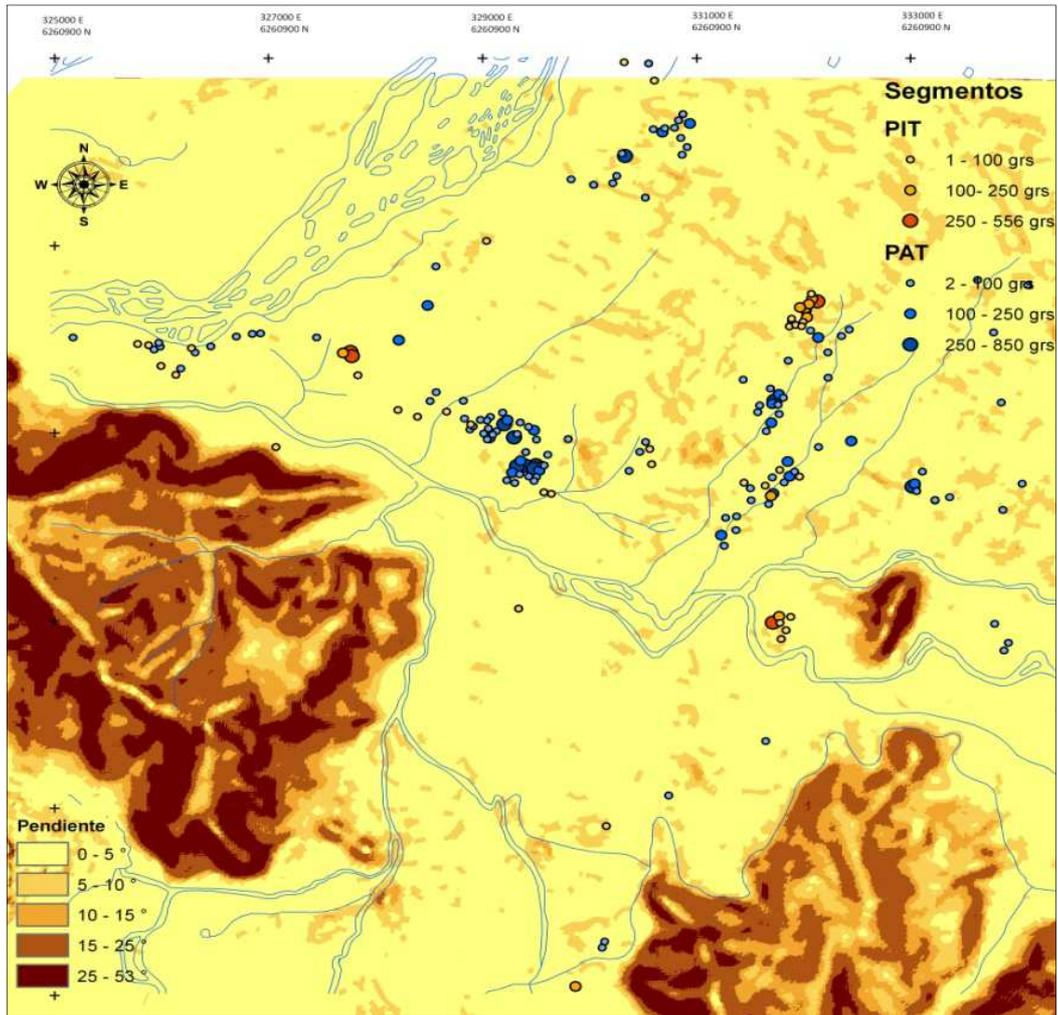 325000 E
6260900 N
327000 E
6260900 N
329000 E
6260900 N
331000 E
6260900 N
333000 E
6260900 N
Segmentos
PIT
1 - 100 grs
100- 250 grs
250 - 556 grs
PAT
2 - 100 grs
100 - 250 grs
250 - 850 grs
N
W
E
S
Pendiente
0 - 5 °
5 - 10 °
10 - 15 °
15 - 25 °
25 - 53 °